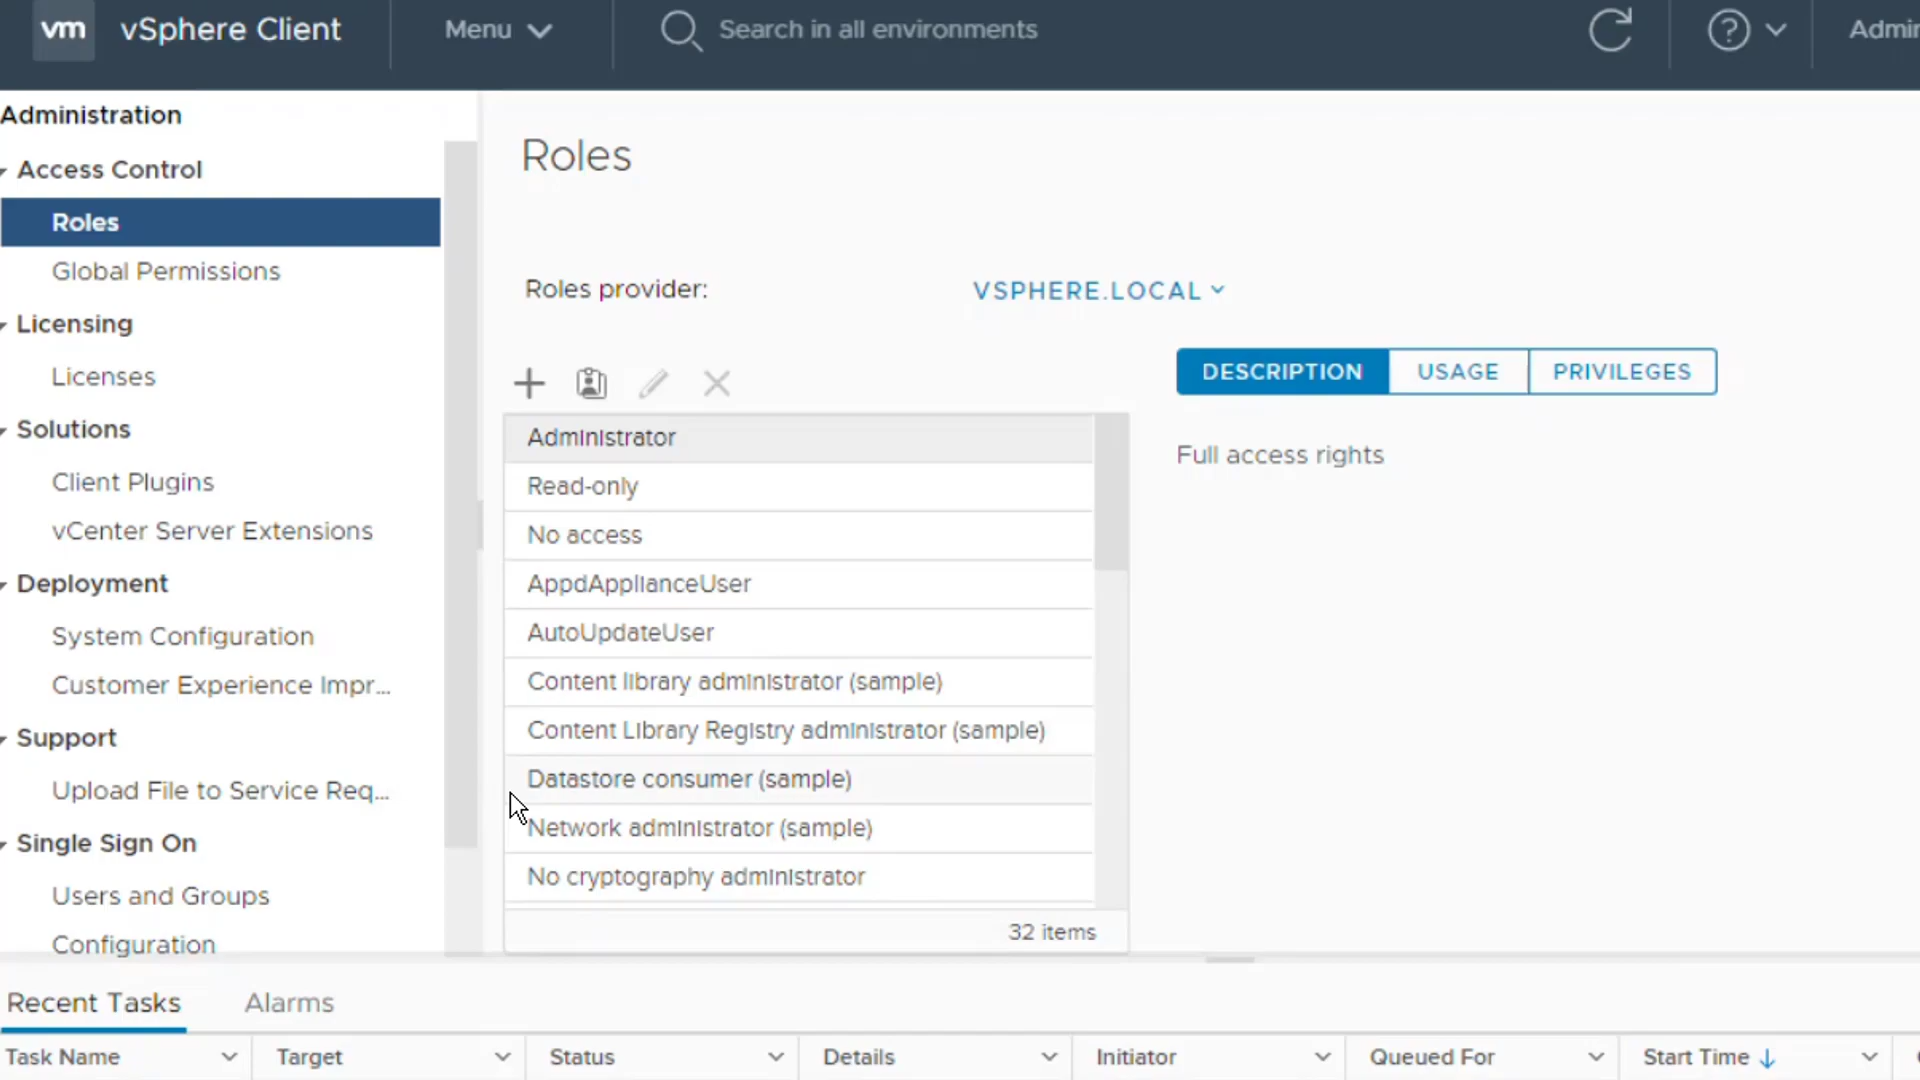 vm vSphere Client Menu Search in all environments
Administration
Access Control
Roles
Global Permissions
Licensing
Licenses
Solutions
Client Plugins
vCenter Server Extensions
Deployment
System Configuration
Customer Experience Impr...
Support
Upload File to Service Req...
Single Sign On
Users and Groups
Configuration
Roles
Roles provider: VSPHERE.LOCAL
Administrator
Read-only
No access
AppdApplianceUser
AutoUpdateUser
Content library administrator (sample)
Content Library Registry administrator (sample)
Datastore consumer (sample)
Network administrator (sample)
No cryptography administrator
32 items
DESCRIPTION USAGE PRIVILEGES
Full access rights
Recent Tasks Alarms
Task Name Target Status Details Initiator Queued For Start Time